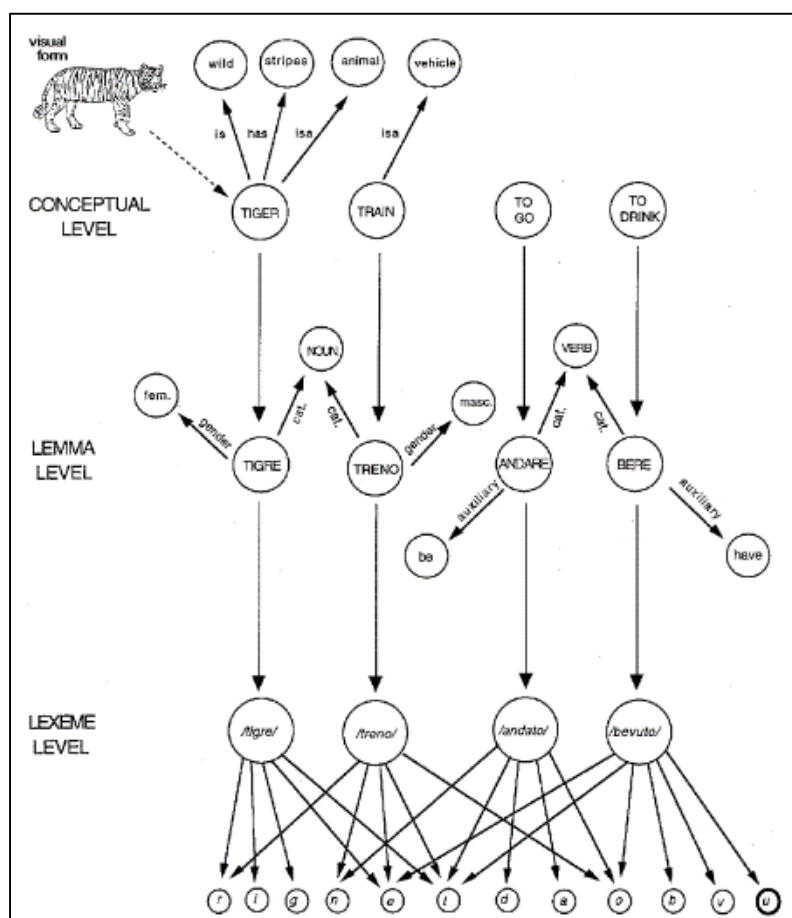 visual
form
wild
stripes
animal
vehicle
is
has
isa
isa
CONCEPTUAL
LEVEL
TIGER
TRAIN
TO
GO
TO
DRINK
NOUN
VERB
fem.
masc.
gender
cat.
cat.
gender
cat.
cat.
LEMMA
LEVEL
TIGRE
TRENO
ANDARE
BERE
auxiliary
auxiliary
be
have
LEXEME
LEVEL
/tigre/
/treno/
/andato/
/bevuto/
r i g n e t d a o b v u